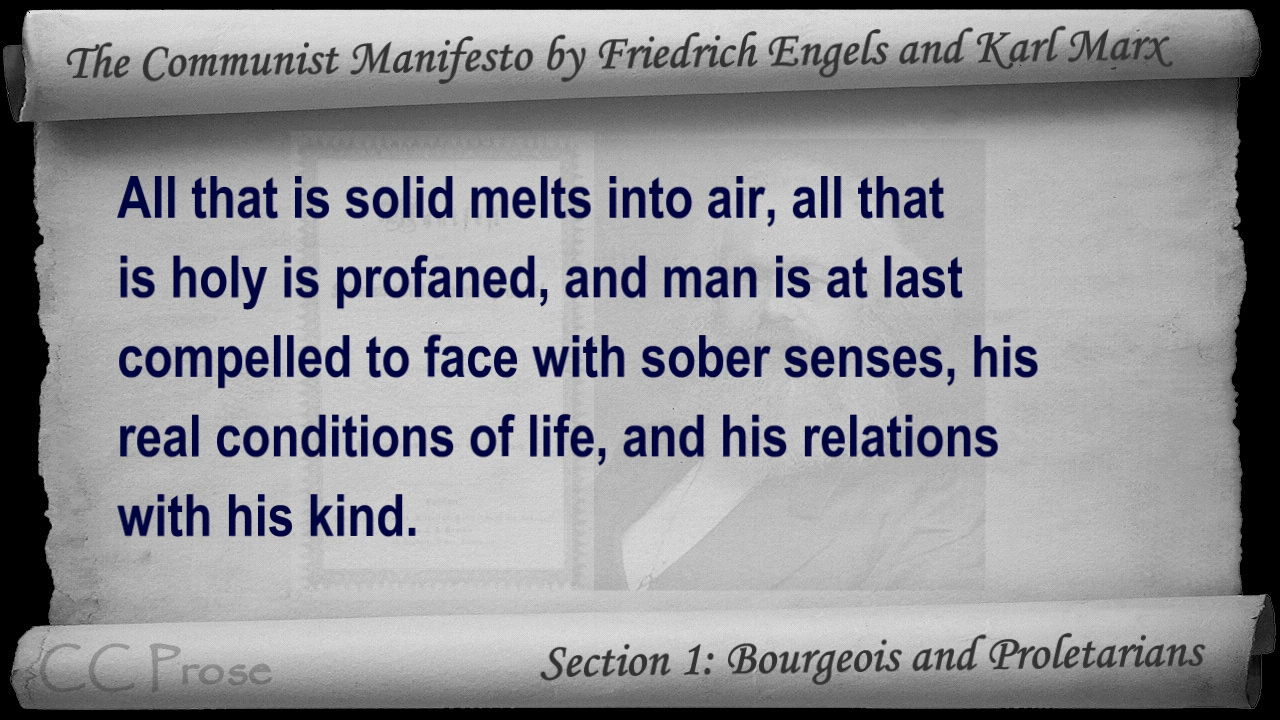 The Communist Manifesto by Friedrich Engels and Karl Marx
All that is solid melts into air, all that
is holy is profaned, and man is at last
compelled to face with sober senses, his
real conditions of life, and his relations
with his kind.
CC Prose
Section 1: Bourgeois and Proletarians